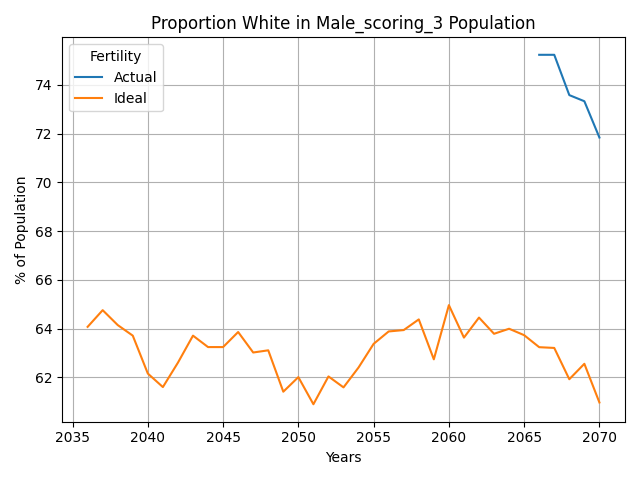 Proportion White in Male_scoring_3 Population
Fertility
Actual
Ideal
% of Population
74
72
70
68
66
64
62
2035 2040 2045 2050 2055 2060 2065 2070
Years